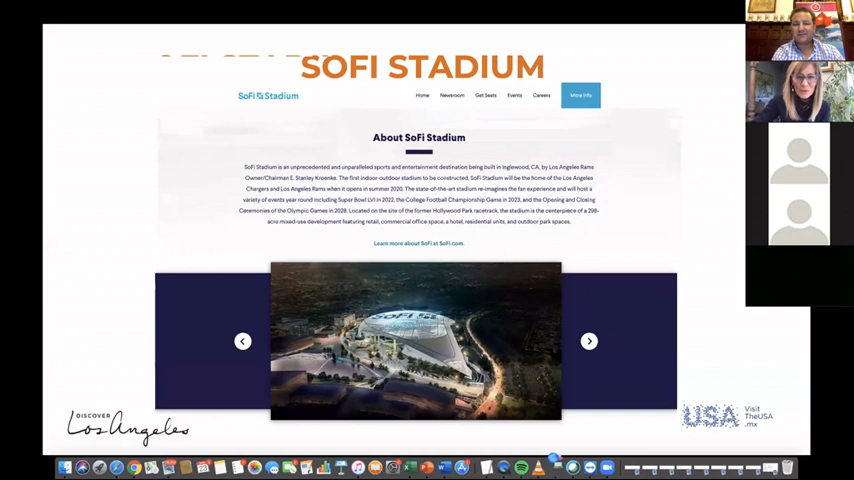 SOFI STADIUM
SoFi Stadium
Home Newsroom Get Seats Events Careers More Info
About SoFi Stadium
SoFi Stadium is an unprecedented and unparalleled sports and entertainment destination being built in Inglewood, CA, by Los Angeles Rams
Owner/Chairman E. Stanley Kroenke. The first indoor-outdoor stadium to be constructed, SoFi Stadium will be the home of the Los Angeles
Chargers and Los Angeles Rams when it opens in summer 2020. The state-of-the-art stadium re-imagines the fan experience and will host a
variety of events year round including Super Bowl LVI in 2022, the College Football Championship Game in 2023, and the Opening and Closing
Ceremonies of the Olympic Games in 2028. Located on the site of the former Hollywood Park racetrack, the stadium is the centerpiece of a 298-
acre mixed-use development featuring retail, commercial office space, a hotel, residential units, and outdoor park spaces.
Learn more about SoFi at SoFi.com.
SoFi
DISCOVER
Los Angeles
USA
Visit
TheUSA
.mx